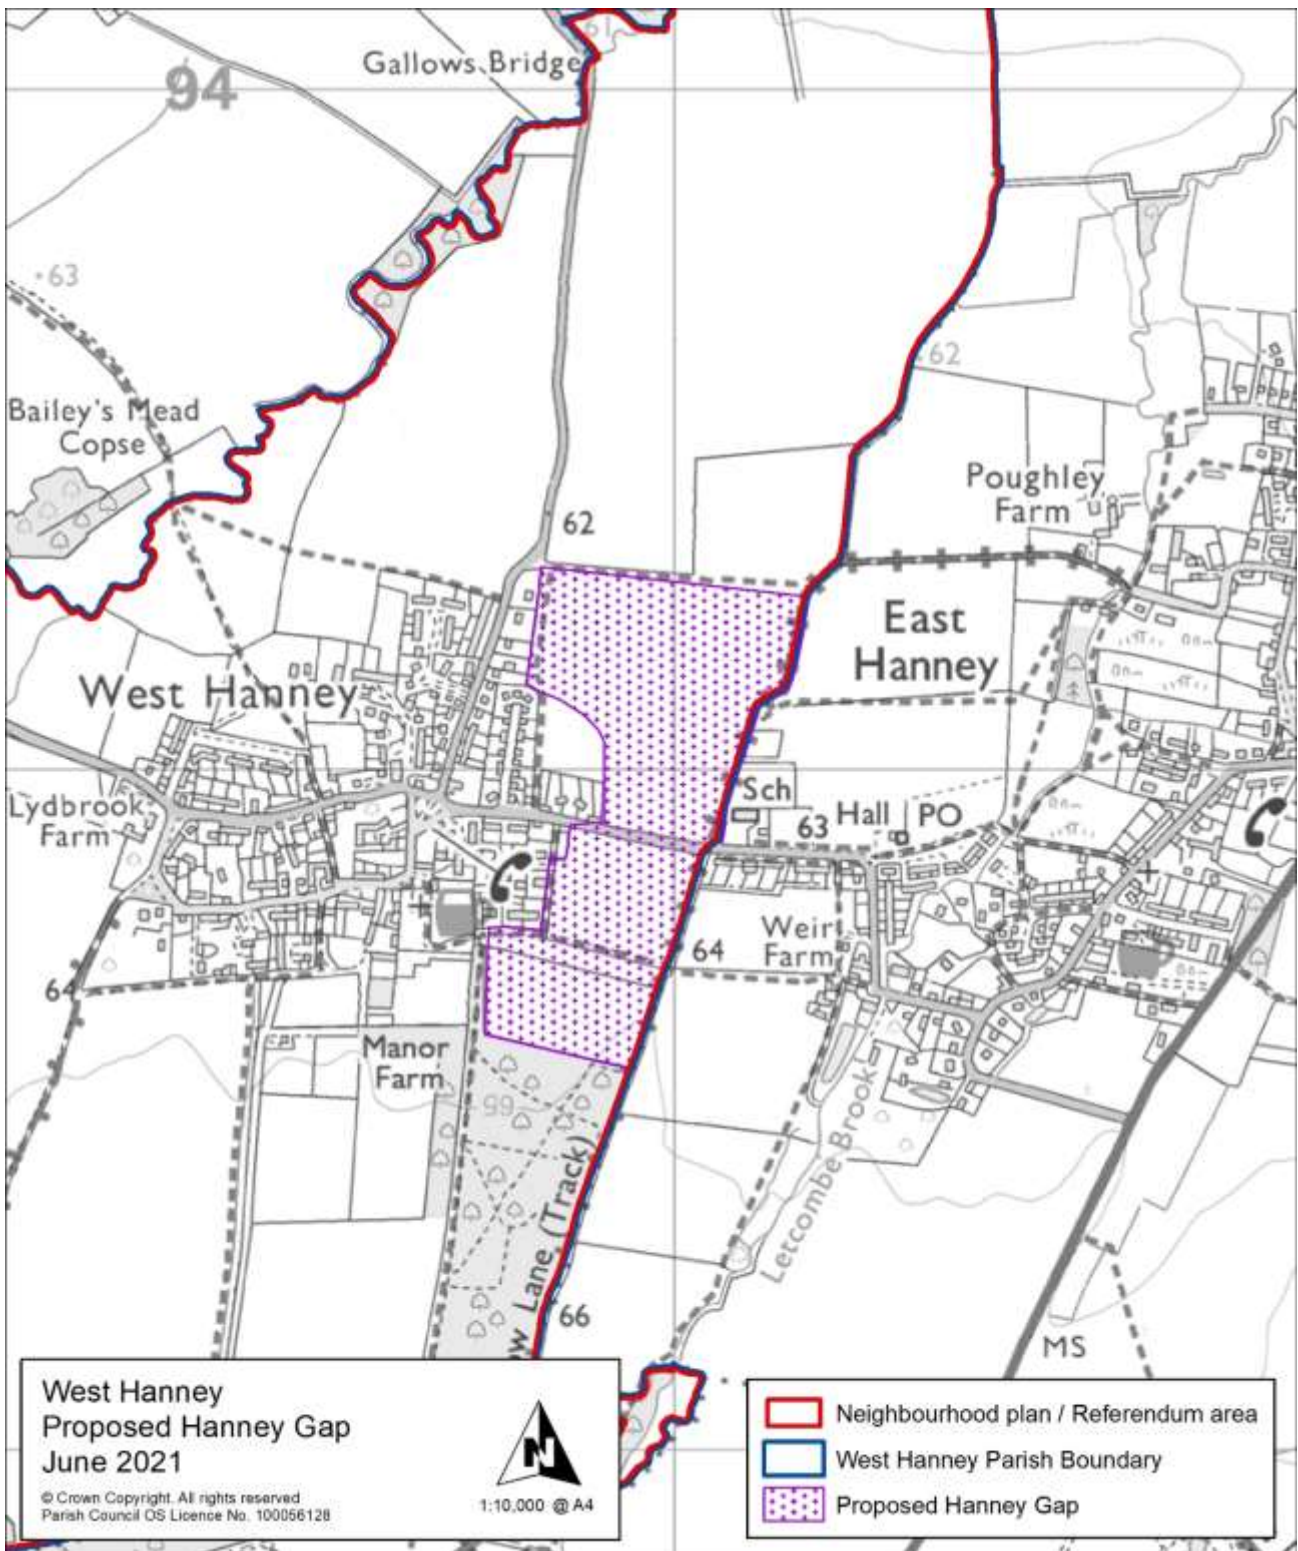 61
Gallows Bridge
94
63
62
Bailey's Mead
Copse
Poughley
Farm
62
East
Hanney
West Hanney
Lydbrook
Farm
Sch
63
Hall
PO
Weir
Farm
64
64
Manor
Farm
66
Letcombe Brook
Lane (Track)
66
MS
West Hanney
Proposed Hanney Gap
June 2021
© Crown Copyright. All rights reserved
Parish Council OS Licence No. 100056128
N
1:10,000 @ A4
Neighbourhood plan / Referendum area
West Hanney Parish Boundary
Proposed Hanney Gap